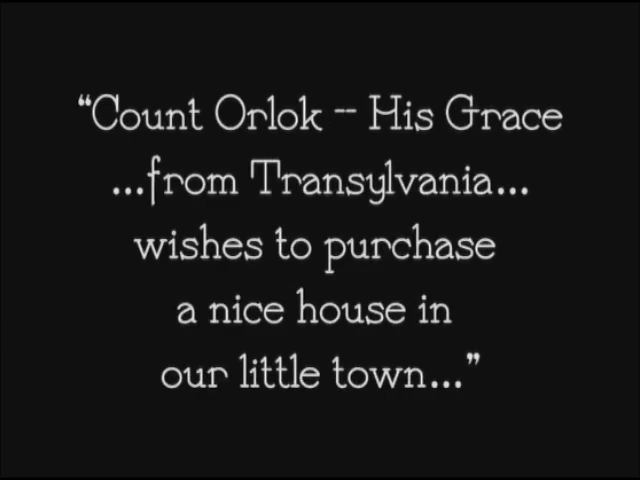 “Count Orlok -- His Grace
...from Transylvania...
wishes to purchase
a nice house in
our little town...”